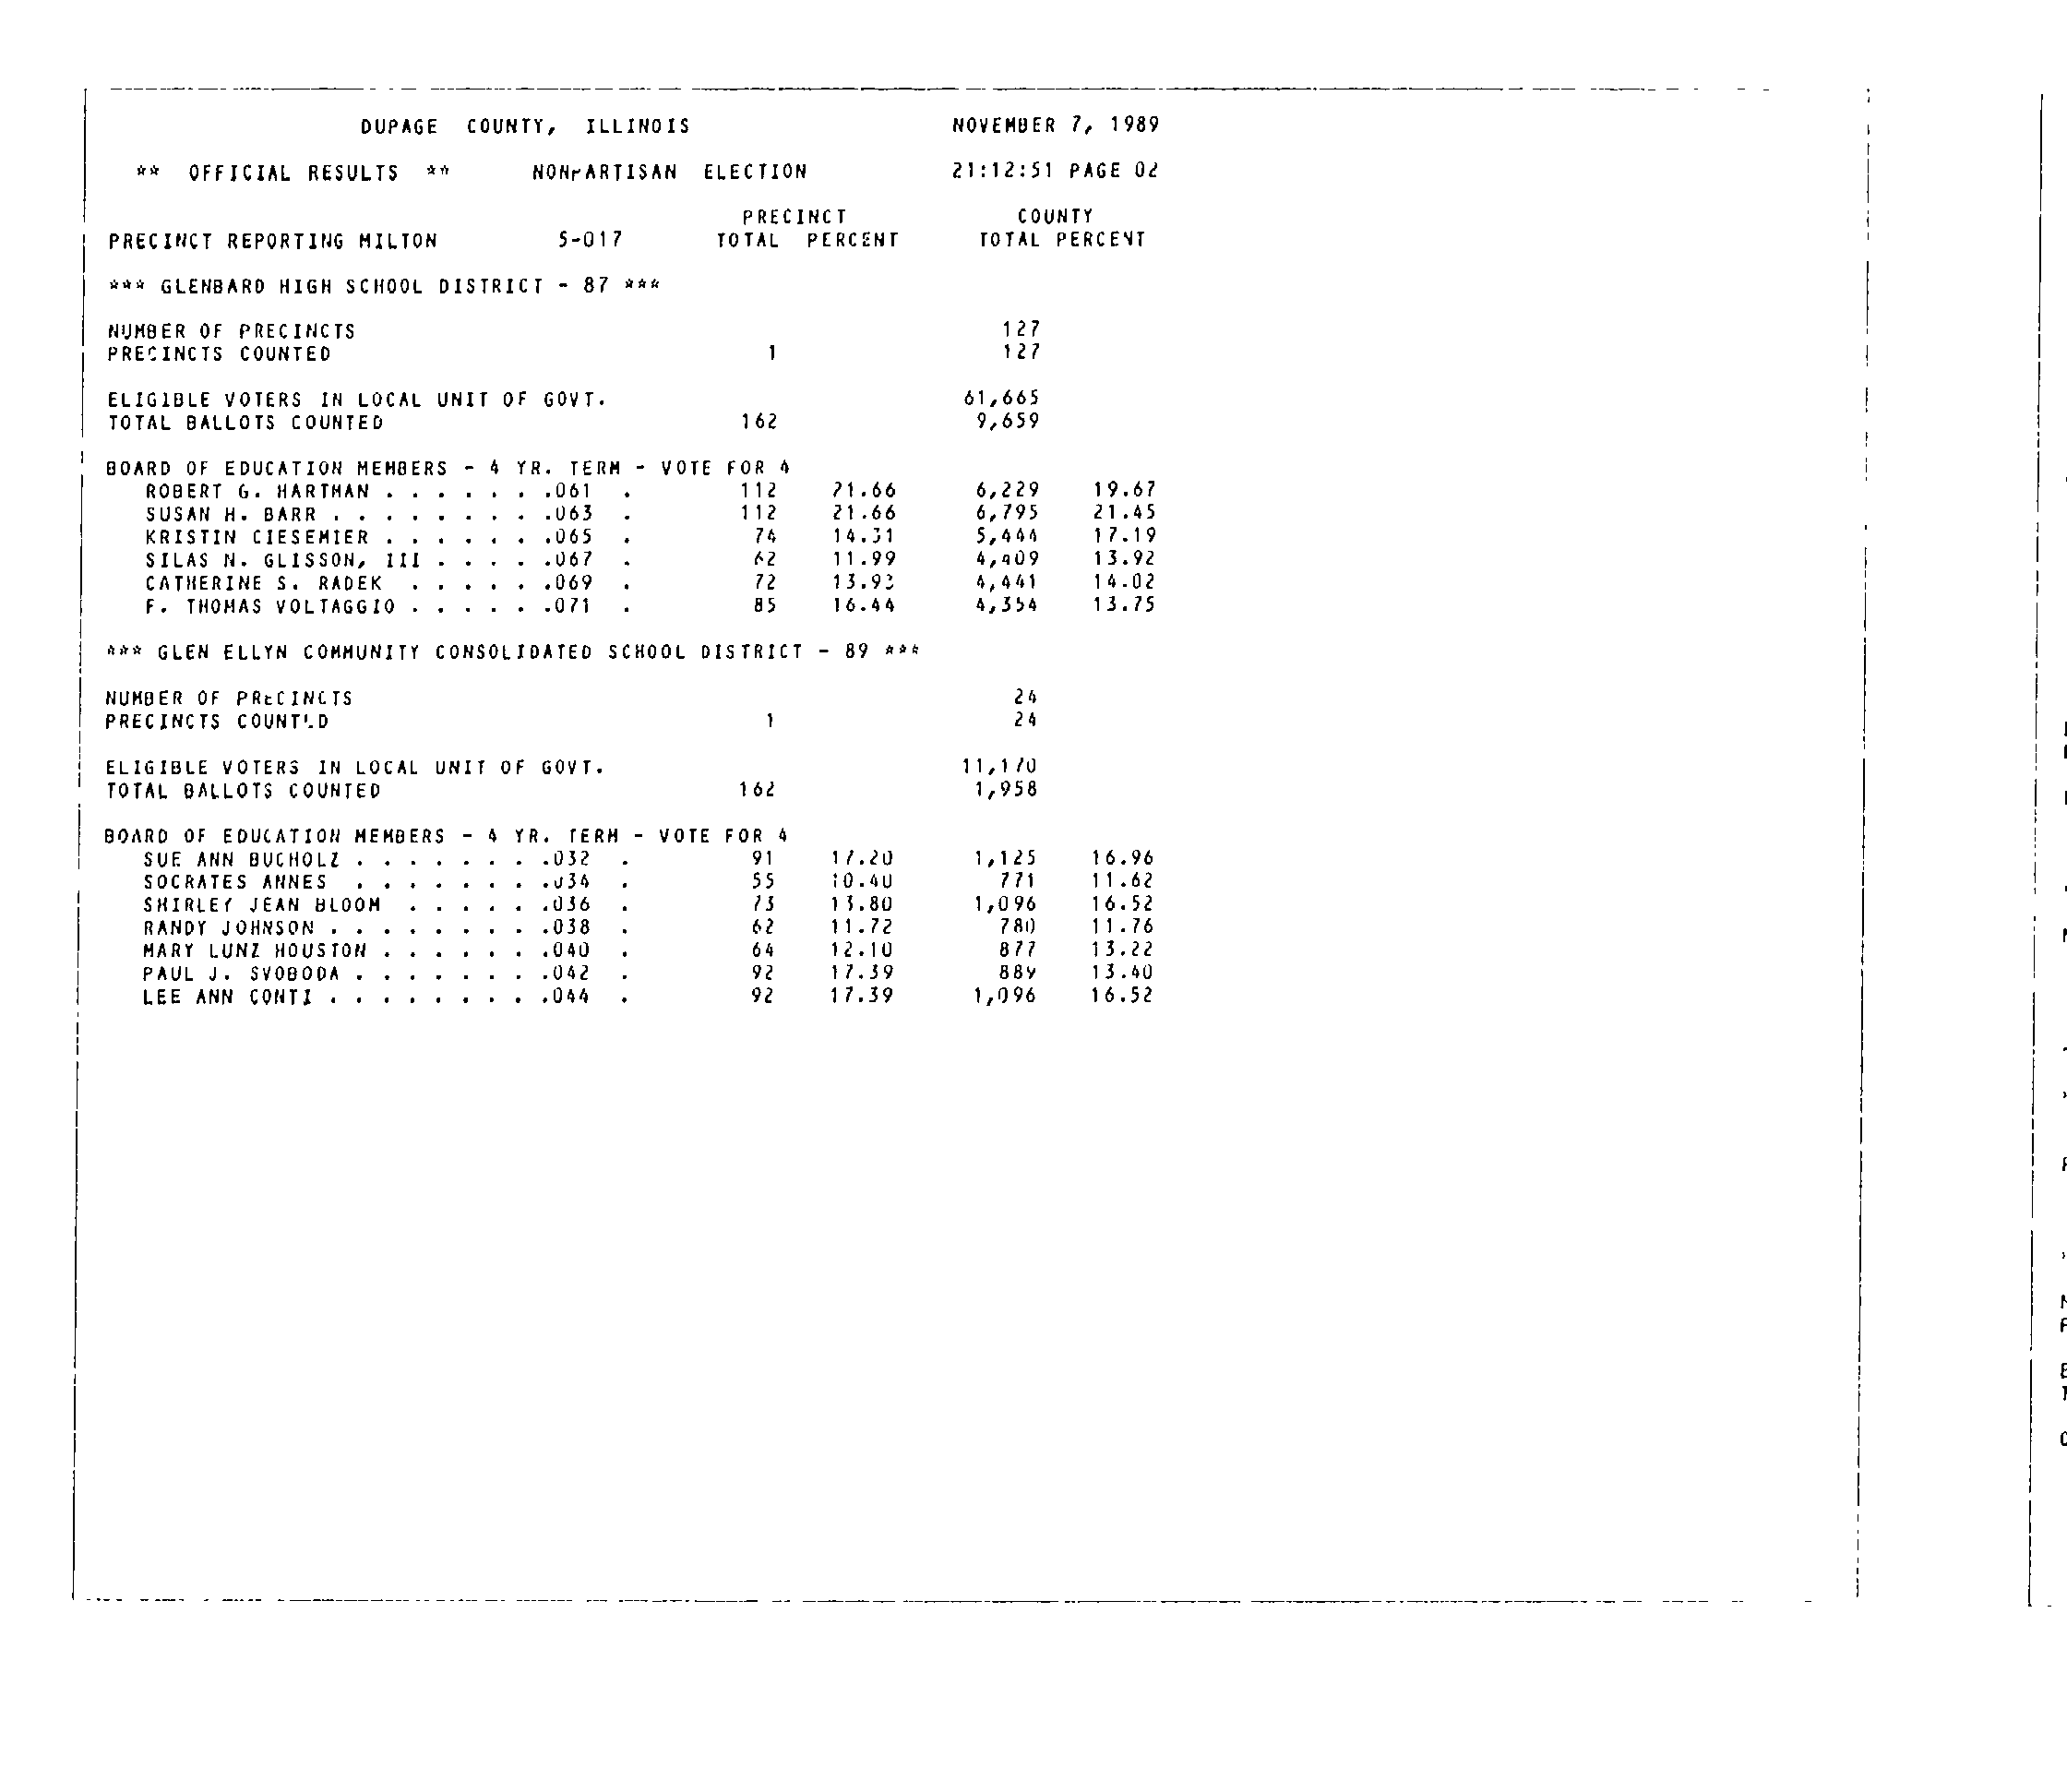 DUPAGE COUNTY, ILLINOIS NOVEMBER 7, 1989
** OFFICIAL RESULTS ** NONPARTISAN ELECTION 21:12:51 PAGE 02
PRECINCT COUNTY
PRECINCT REPORTING MILTON 5-017 TOTAL PERCENT TOTAL PERCENT
*** GLENBARD HIGH SCHOOL DISTRICT - 87 ***
NUMBER OF PRECINCTS 127
PRECINCTS COUNTED 1 127
ELIGIBLE VOTERS IN LOCAL UNIT OF GOVT. 61,665
TOTAL BALLOTS COUNTED 162 9,659
BOARD OF EDUCATION MEMBERS - 4 YR. TERM - VOTE FOR 4
ROBERT G. HARTMAN . . . . . . .061 . 112 21.66 6,229 19.67
SUSAN H. BARR . . . . . . . . .063 . 112 21.66 6,795 21.45
KRISTIN CIESEMIER . . . . . . .065 . 74 14.31 5,444 17.19
SILAS N. GLISSON, III . . . . .067 . 62 11.99 4,409 13.92
CATHERINE S. RADEK . . . . . .069 . 72 13.93 4,441 14.02
F. THOMAS VOLTAGGIO . . . . . .071 . 85 16.44 4,354 13.75
*** GLEN ELLYN COMMUNITY CONSOLIDATED SCHOOL DISTRICT - 89 ***
NUMBER OF PRECINCTS 24
PRECINCTS COUNTED 1 24
ELIGIBLE VOTERS IN LOCAL UNIT OF GOVT. 11,170
TOTAL BALLOTS COUNTED 162 1,958
BOARD OF EDUCATION MEMBERS - 4 YR. TERM - VOTE FOR 4
SUE ANN BUCHOLZ . . . . . . . .032 . 91 17.20 1,125 16.96
SOCRATES ANNES . . . . . . . .034 . 55 10.40 771 11.62
SHIRLEY JEAN BLOOM . . . . . .036 . 73 13.80 1,096 16.52
RANDY JOHNSON . . . . . . . . .038 . 62 11.72 780 11.76
MARY LUNZ HOUSTON . . . . . . .040 . 64 12.10 877 13.22
PAUL J. SVOBODA . . . . . . . .042 . 92 17.39 889 13.40
LEE ANN CONTI . . . . . . . . .044 . 92 17.39 1,096 16.52